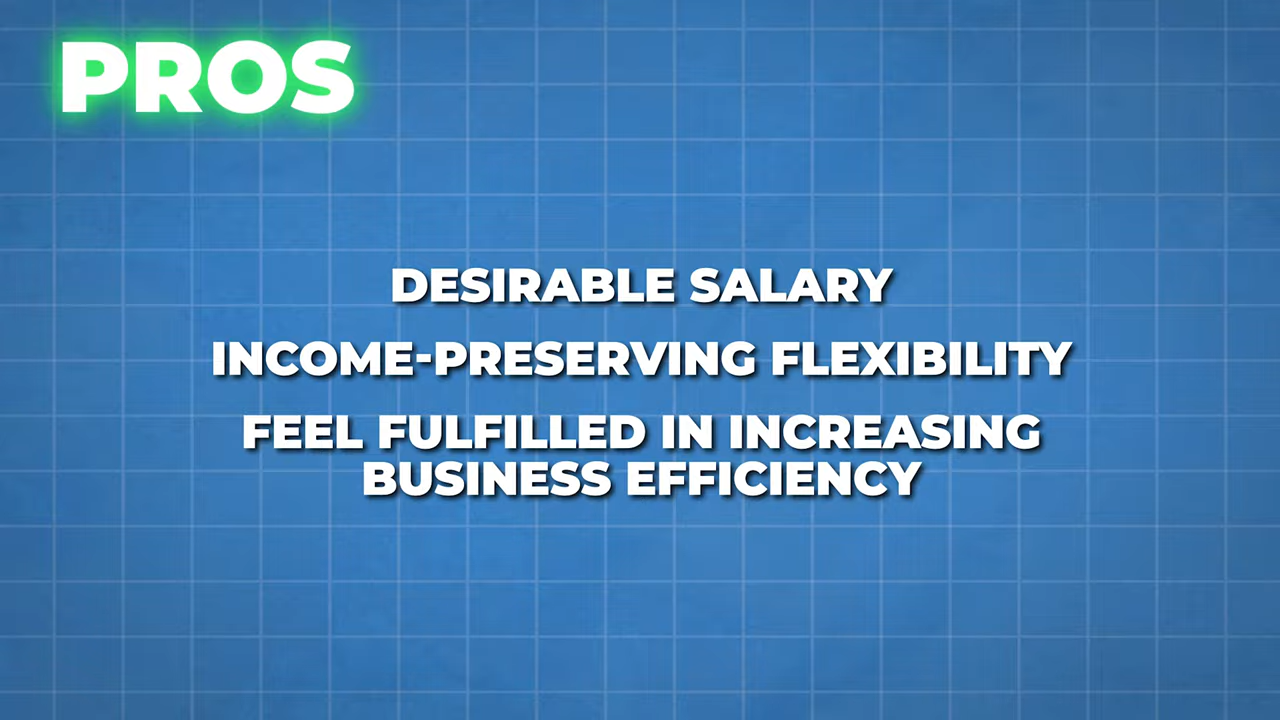 PROS
DESIRABLE SALARY
INCOME-PRESERVING FLEXIBILITY
FEEL FULFILLED IN INCREASING
BUSINESS EFFICIENCY